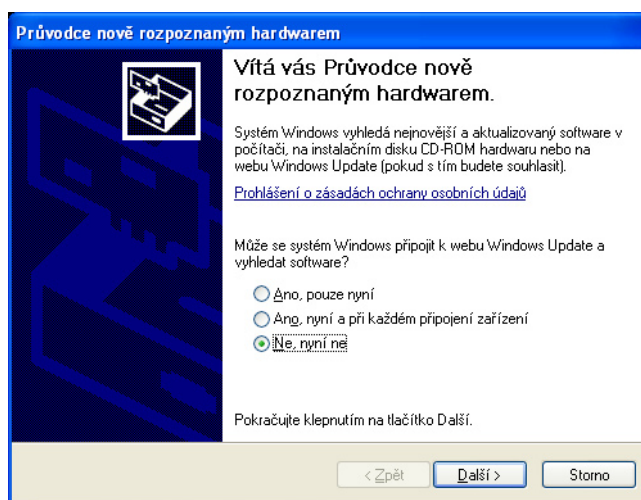 Průvodce nově rozpoznaným hardwarem
Vítá vás Průvodce nově
rozpoznaným hardwarem.
Systém Windows vyhledá nejnovější a aktualizovaný software v
počítači, na instalačním disku CD-ROM hardwaru nebo na
webu Windows Update (pokud s tím budete souhlasit).
Prohlášení o zásadách ochrany osobních údajů
Může se systém Windows připojit k webu Windows Update a
vyhledat software?
Ano, pouze nyní
Ano, nyní a při každém připojení zařízení
Ne, nyní ne
Pokračujte klepnutím na tlačítko Další.
< Zpět Další > Storno